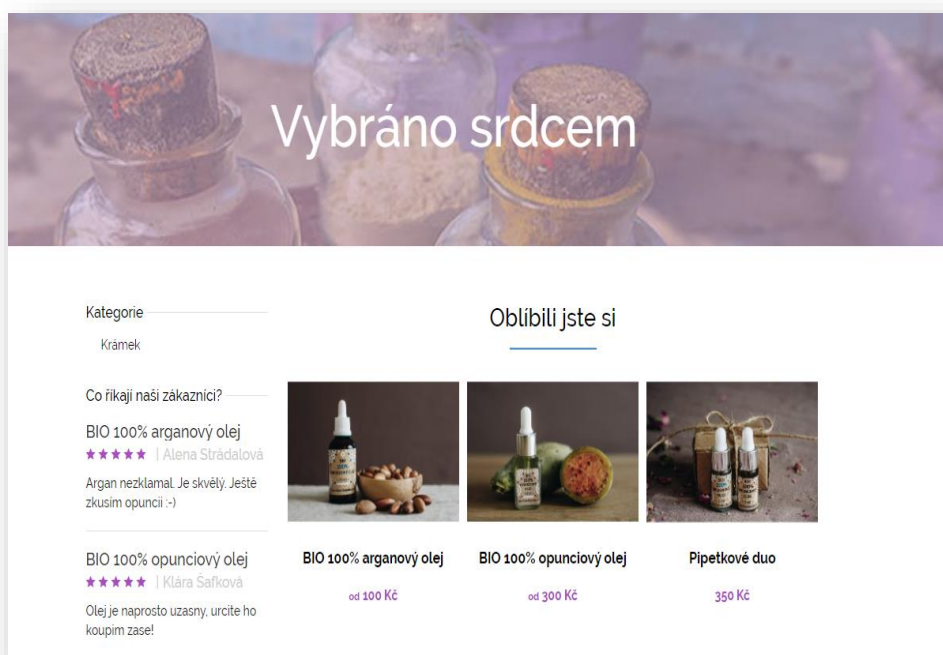 Vybráno srdcem
Kategorie
Krámek
Co říkají naši zákazníci?
BIO 100% arganový olej
★★★★★ | Alena Strádalová
Argan nezklamal. Je skvělý. Ještě
zkusím opuncii :-)
BIO 100% opunciový olej
★★★★★ | Klára Šafková
Olej je naprosto uzasny, urcite ho
koupim zase!
Oblíbili jste si
BIO 100% arganový olej
od 100 Kč
BIO 100% opunciový olej
od 300 Kč
Pipetkové duo
350 Kč